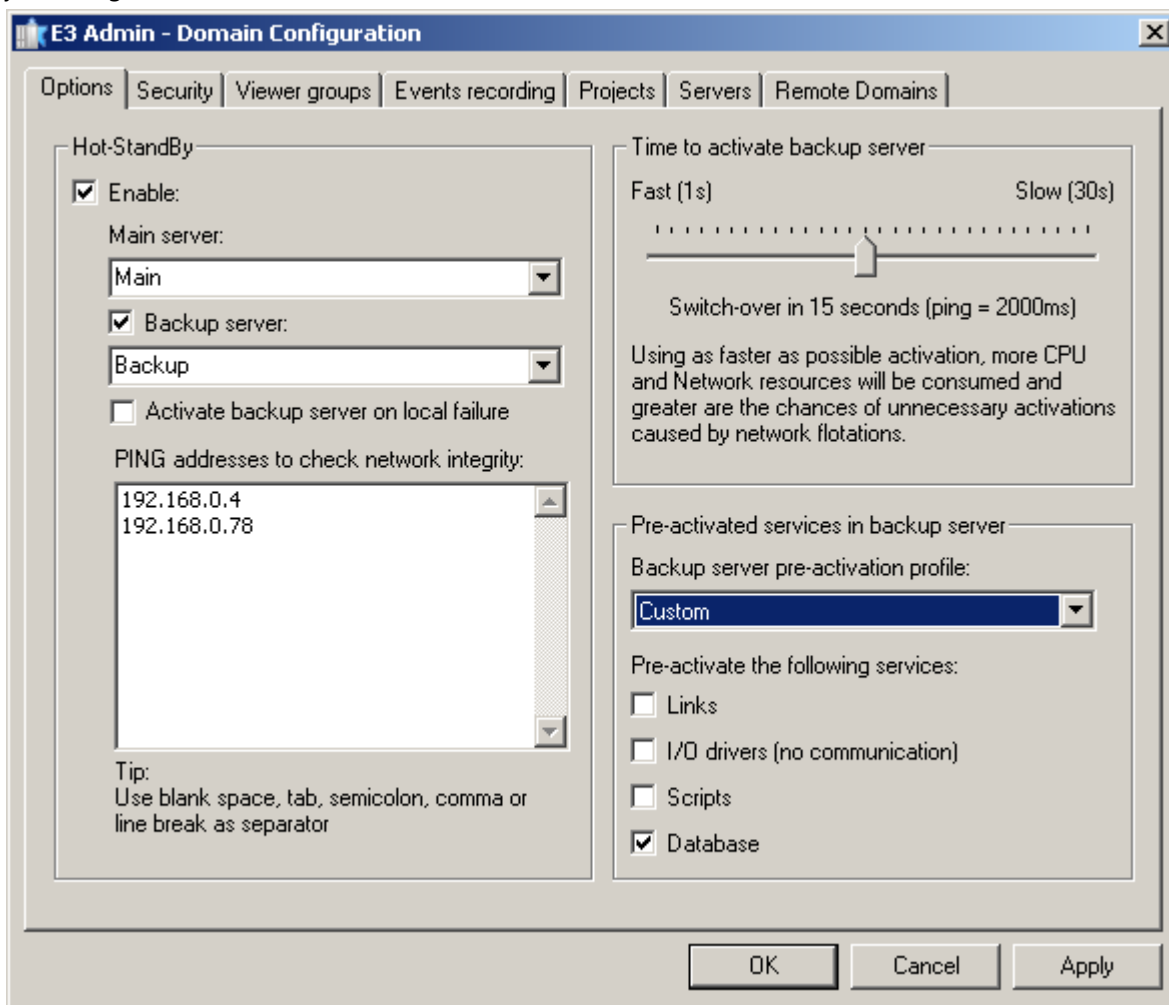 E3 Admin - Domain Configuration
Options Security Viewer groups Events recording Projects Servers Remote Domains
Hot-StandBy
Enable:
Main server:
Main
Backup server:
Backup
Activate backup server on local failure
PING addresses to check network integrity:
192.168.0.4
192.168.0.78
Tip:
Use blank space, tab, semicolon, comma or
line break as separator
Time to activate backup server
Fast (1s) Slow (30s)
Switch-over in 15 seconds (ping = 2000ms)
Using as faster as possible activation, more CPU
and Network resources will be consumed and
greater are the chances of unnecessary activations
caused by network flotations.
Pre-activated services in backup server
Backup server pre-activation profile:
Custom
Pre-activate the following services:
Links
I/O drivers (no communication)
Scripts
Database
OK Cancel Apply